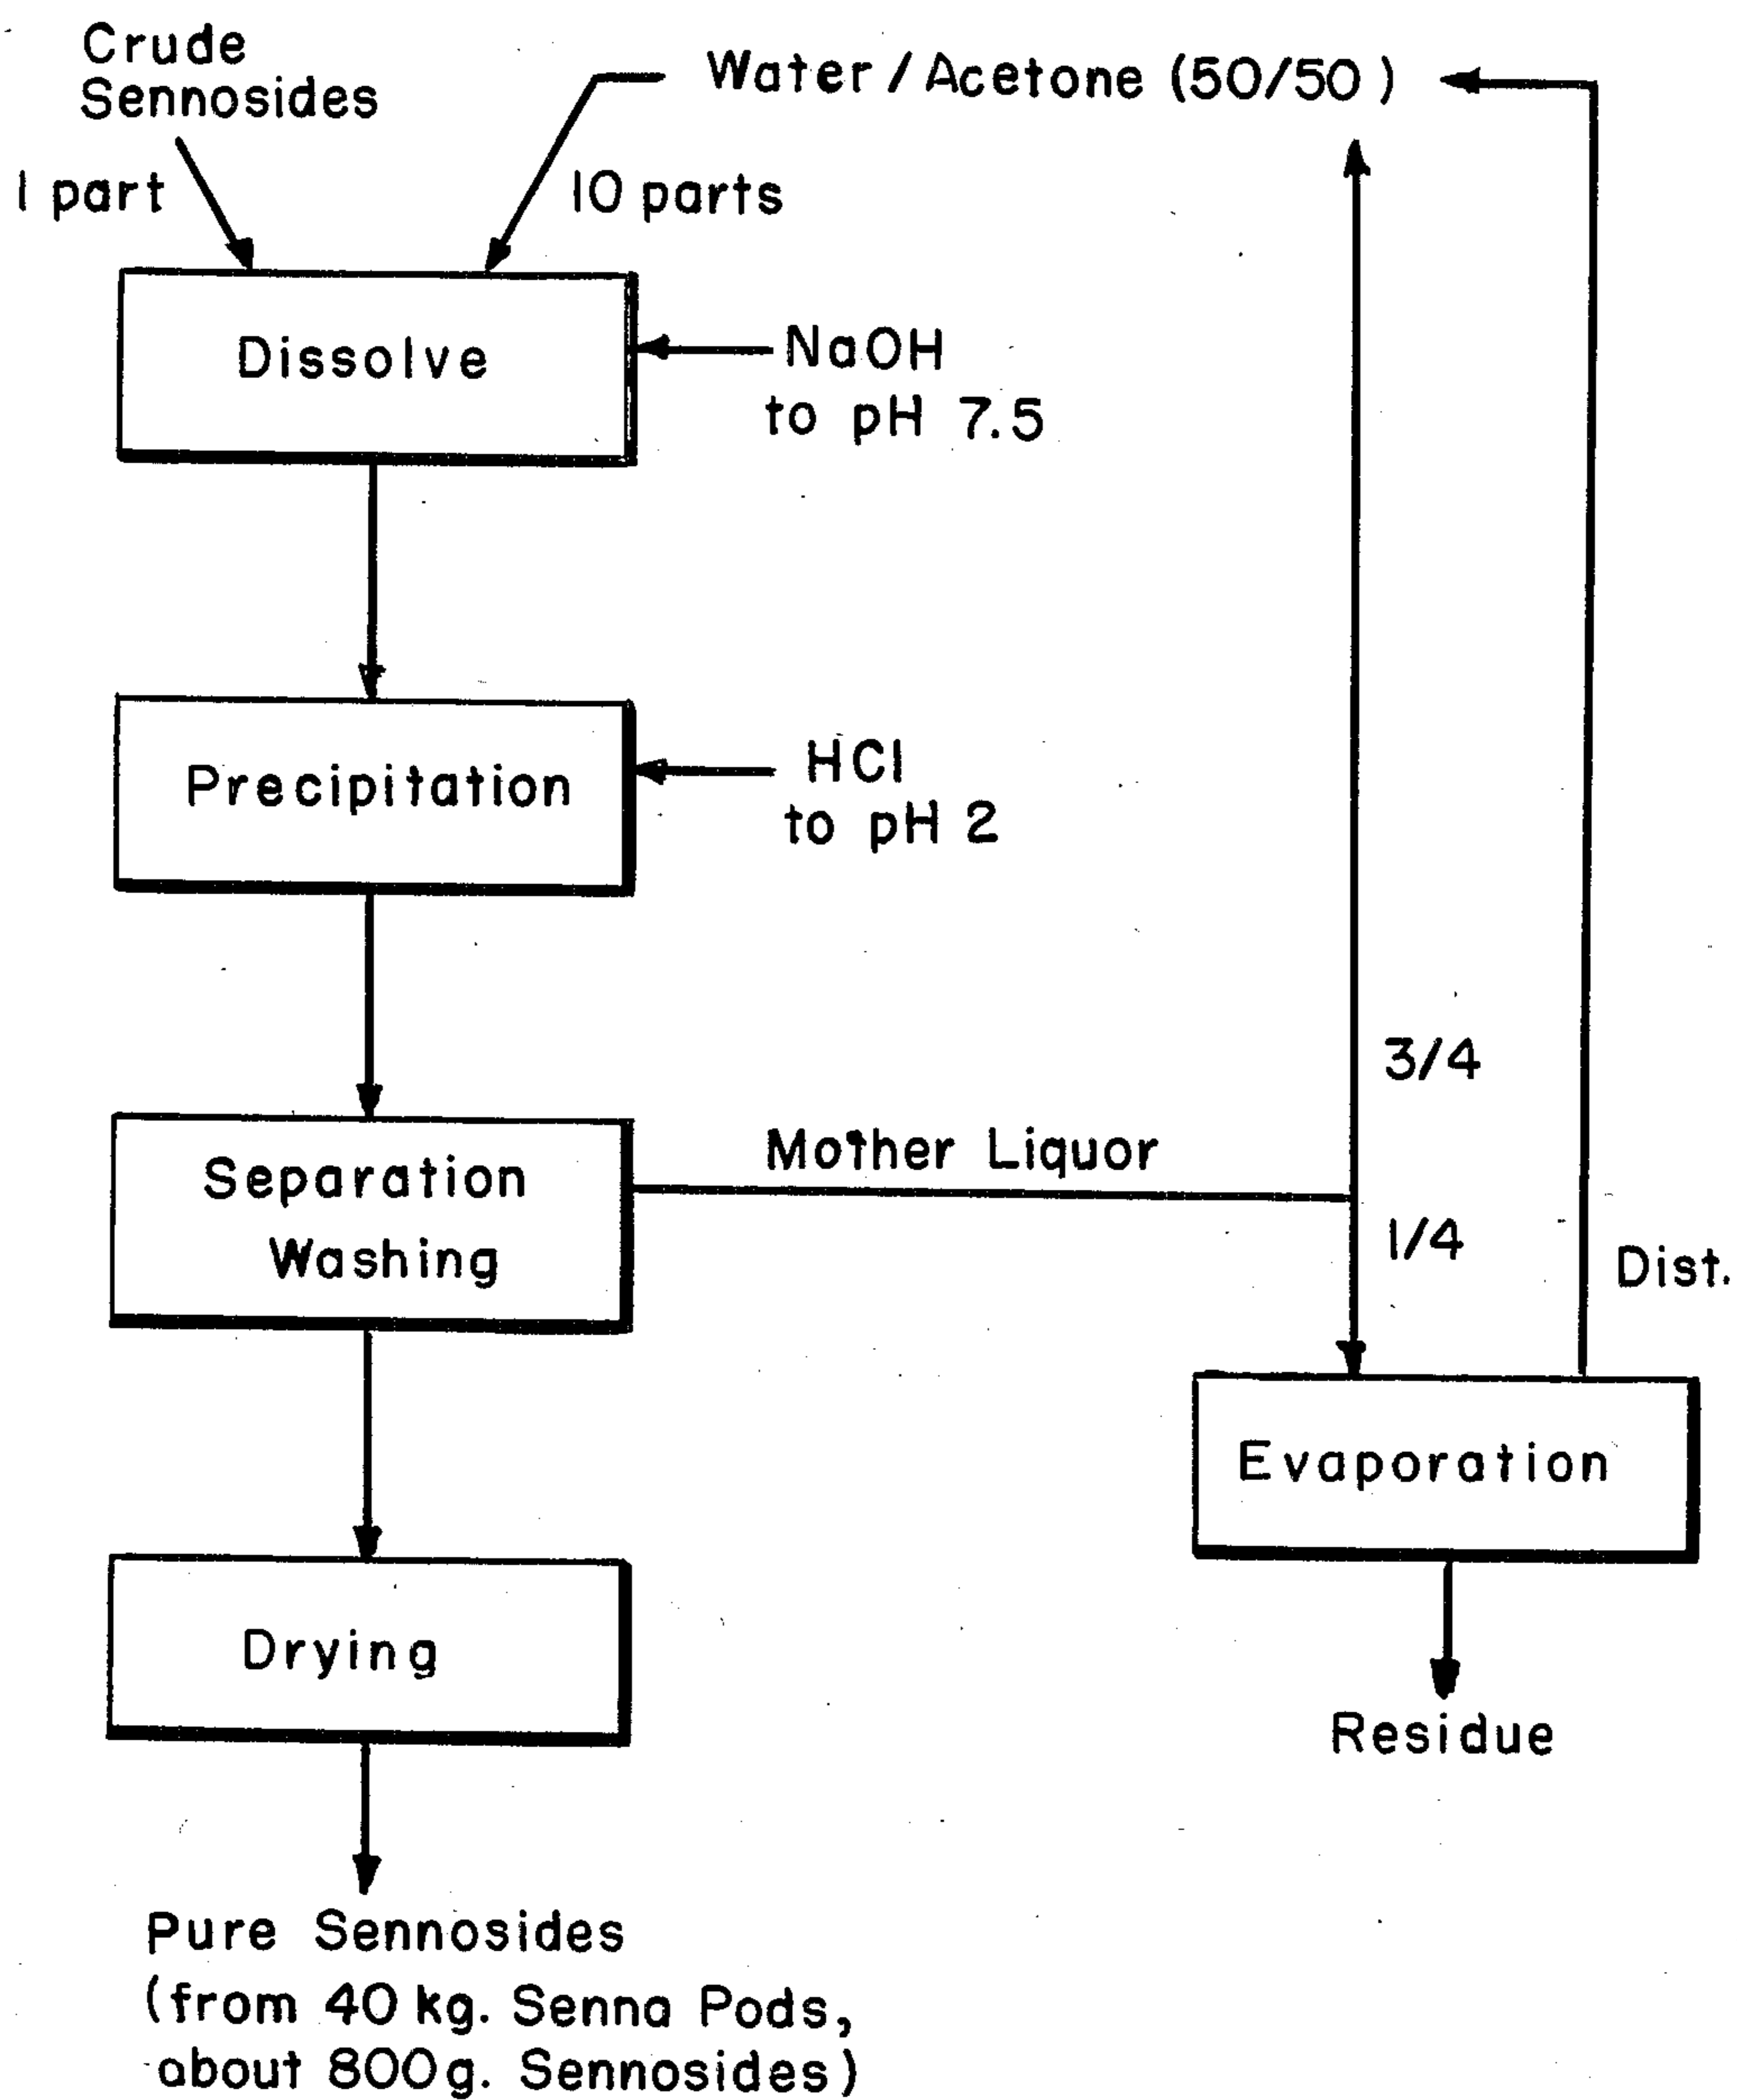 Crude
Sennosides
Water / Acetone (50/50)
1 part
10 parts
Dissolve
NaOH
to pH 7.5
Precipitation
HCl
to pH 2
3/4
Separation
Washing
Mother Liquor
1/4
Dist.
Evaporation
Drying
Residue
Pure Sennosides
(from 40 kg. Senna Pods,
about 800g. Sennosides)